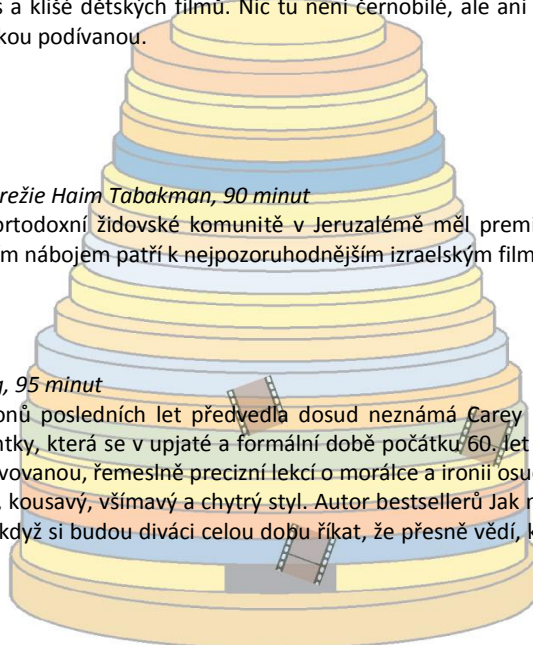 s a klišé dětských filmů. Nic tu není černobílé, ale ani
kou podívanou.
režie Haim Tabakman, 90 minut
ortodoxní židovské komunitě v Jeruzalémě měl premi
m nábojem patří k nejpozoruhodnějším izraelským film
g, 95 minut
onů posledních let předvedla dosud neznámá Carey
ntky, která se v upjaté a formální době počátku 60. let
vovanou, řemeslně precizní lekcí o morálce a ironii osu
, kousavý, všímavý a chytrý styl. Autor bestsellerů Jak
když si budou diváci celou dobu říkat, že přesně vědí, k